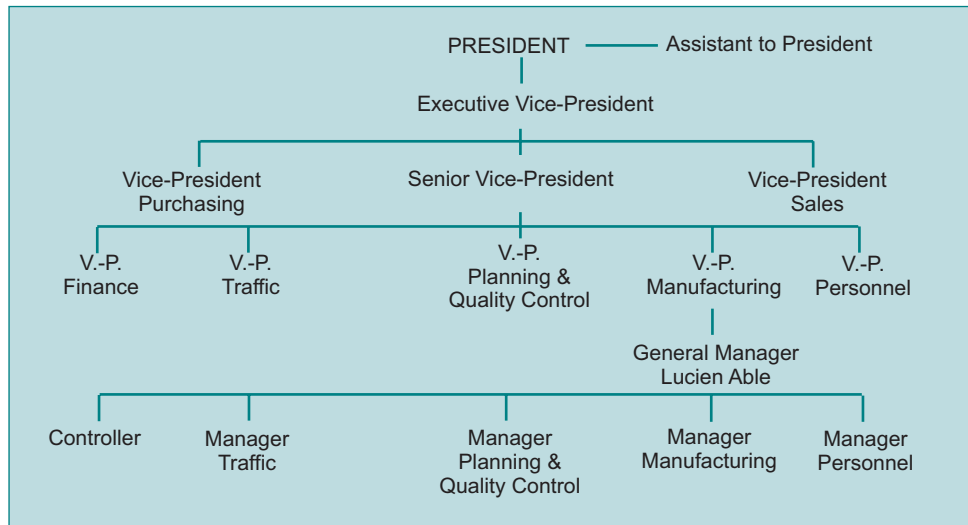 PRESIDENT
Assistant to President
Executive Vice-President
Vice-President
Purchasing
Senior Vice-President
Vice-President
Sales
V.-P.
Finance
V.-P.
Traffic
V.-P.
Planning &
Quality Control
V.-P.
Manufacturing
V.-P.
Personnel
General Manager
Lucien Able
Controller
Manager
Traffic
Manager
Planning &
Quality Control
Manager
Manufacturing
Manager
Personnel